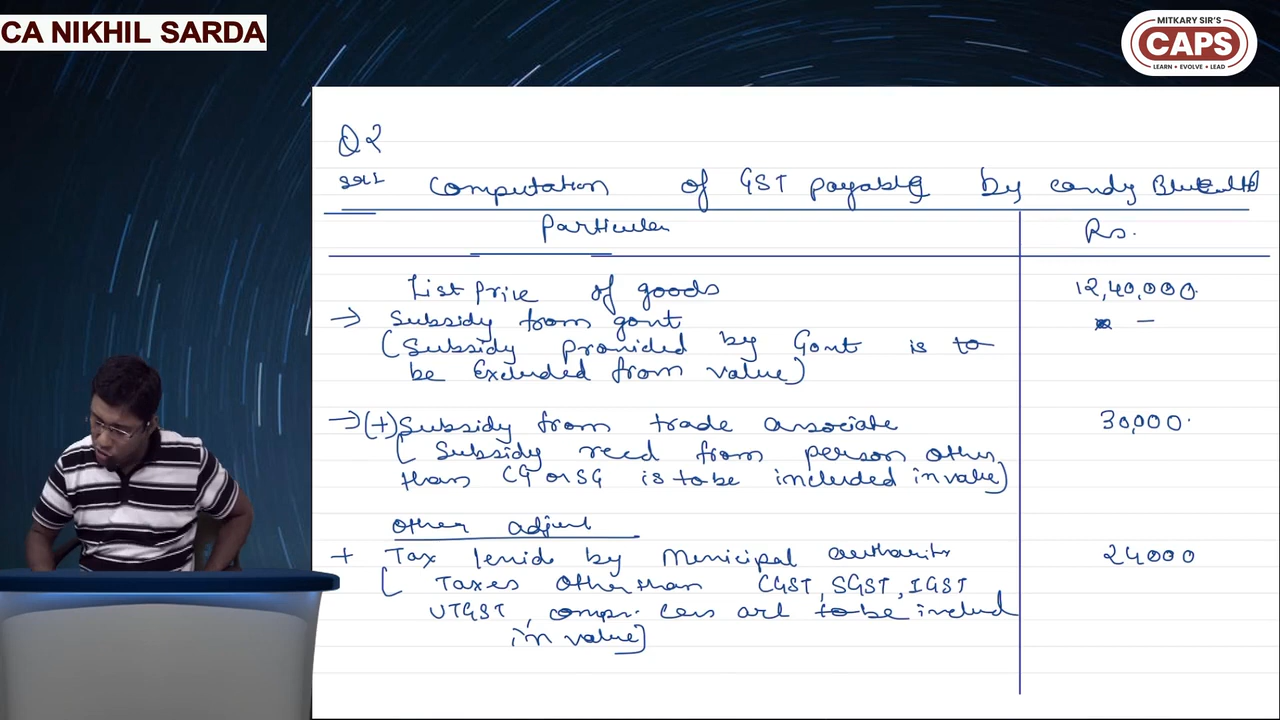 CA NIKHIL SARDA
MITKARY SIR'S
CAPS
LEARN • EVOLVE • LEAD
Q2
Computation of GST payable by candy
Particular Rs.
List price of goods 12,40,000.
→ Subsidy from govt –
(Subsidy provided by Govt is to
be Excluded from value)
→ (+) Subsidy from trade associate 30,000.
[Subsidy recd from person other
than CG or SG is to be included in value]
other adjut
+ Tax levied by Municipal authority 24000
[Taxes other than CGST, SGST, IGST
UTGST, comp. cess are to be includ
in value]